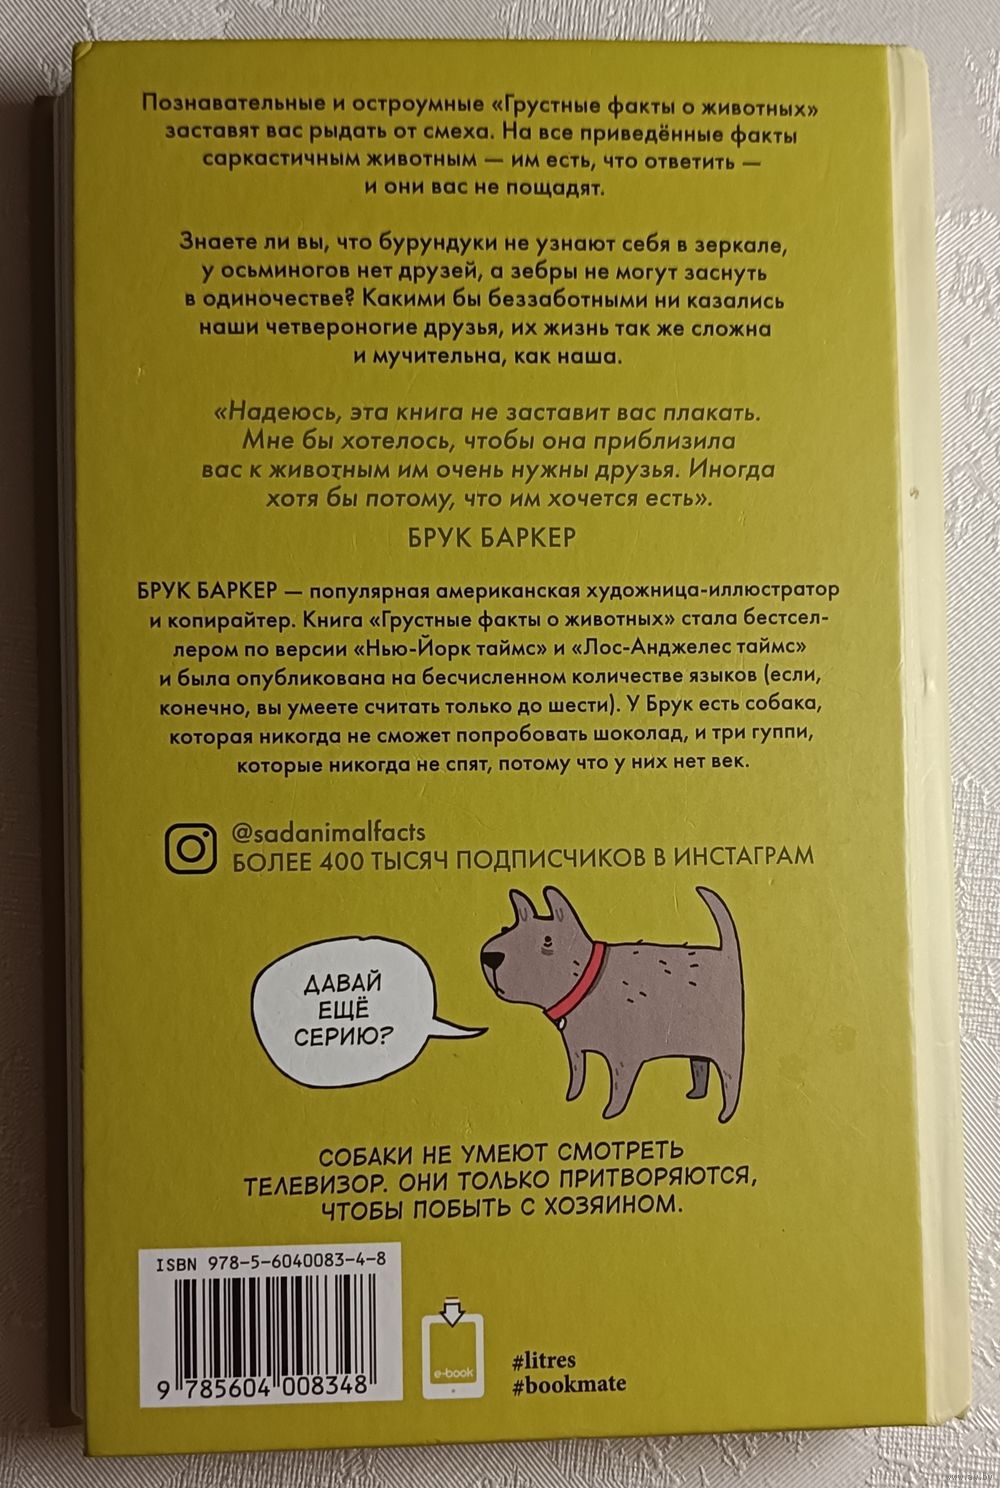 Познавательные и остроумные «Грустные факты о животных»
заставят вас рыдать от смеха. На все приведённые факты
саркастичным животным — им есть, что ответить —
и они вас не пощадят.
Знаете ли вы, что бурундуки не узнают себя в зеркале,
у осьминогов нет друзей, а зебры не могут заснуть
в одиночестве? Какими бы беззаботными ни казались
наши четвероногие друзья, их жизнь так же сложна
и мучительна, как наша.
«Надеюсь, эта книга не заставит вас плакать.
Мне бы хотелось, чтобы она приблизила
вас к животным им очень нужны друзья. Иногда
хотя бы потому, что им хочется есть».
БРУК БАРКЕР
БРУК БАРКЕР — популярная американская художница-иллюстратор
и копирайтер. Книга «Грустные факты о животных» стала бестсел-
лером по версии «Нью-Йорк таймс» и «Лос-Анджелес таймс»
и была опубликована на бесчисленном количестве языков (если,
конечно, вы умеете считать только до шести). У Брук есть собака,
которая никогда не сможет попробовать шоколад, и три гуппи,
которые никогда не спят, потому что у них нет век.
@sadanimalfacts
БОЛЕЕ 400 ТЫСЯЧ ПОДПИСЧИКОВ В ИНСТАГРАМ
ДАВАЙ
ЕЩЁ
СЕРИЮ?
СОБАКИ НЕ УМЕЮТ СМОТРЕТЬ
ТЕЛЕВИЗОР. ОНИ ТОЛЬКО ПРИТВОРЯЮТСЯ,
ЧТОБЫ ПОБЫТЬ С ХОЗЯИНОМ.
ISBN 978-5-6040083-4-8
9 785604 008348
e-book
#litres
#bookmate